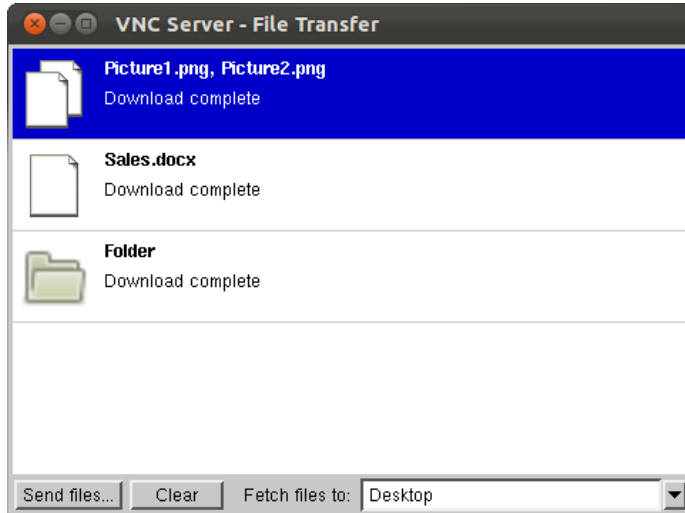 VNC Server - File Transfer
Picture1.png, Picture2.png
Download complete
Sales.docx
Download complete
Folder
Download complete
Send files... Clear Fetch files to: Desktop